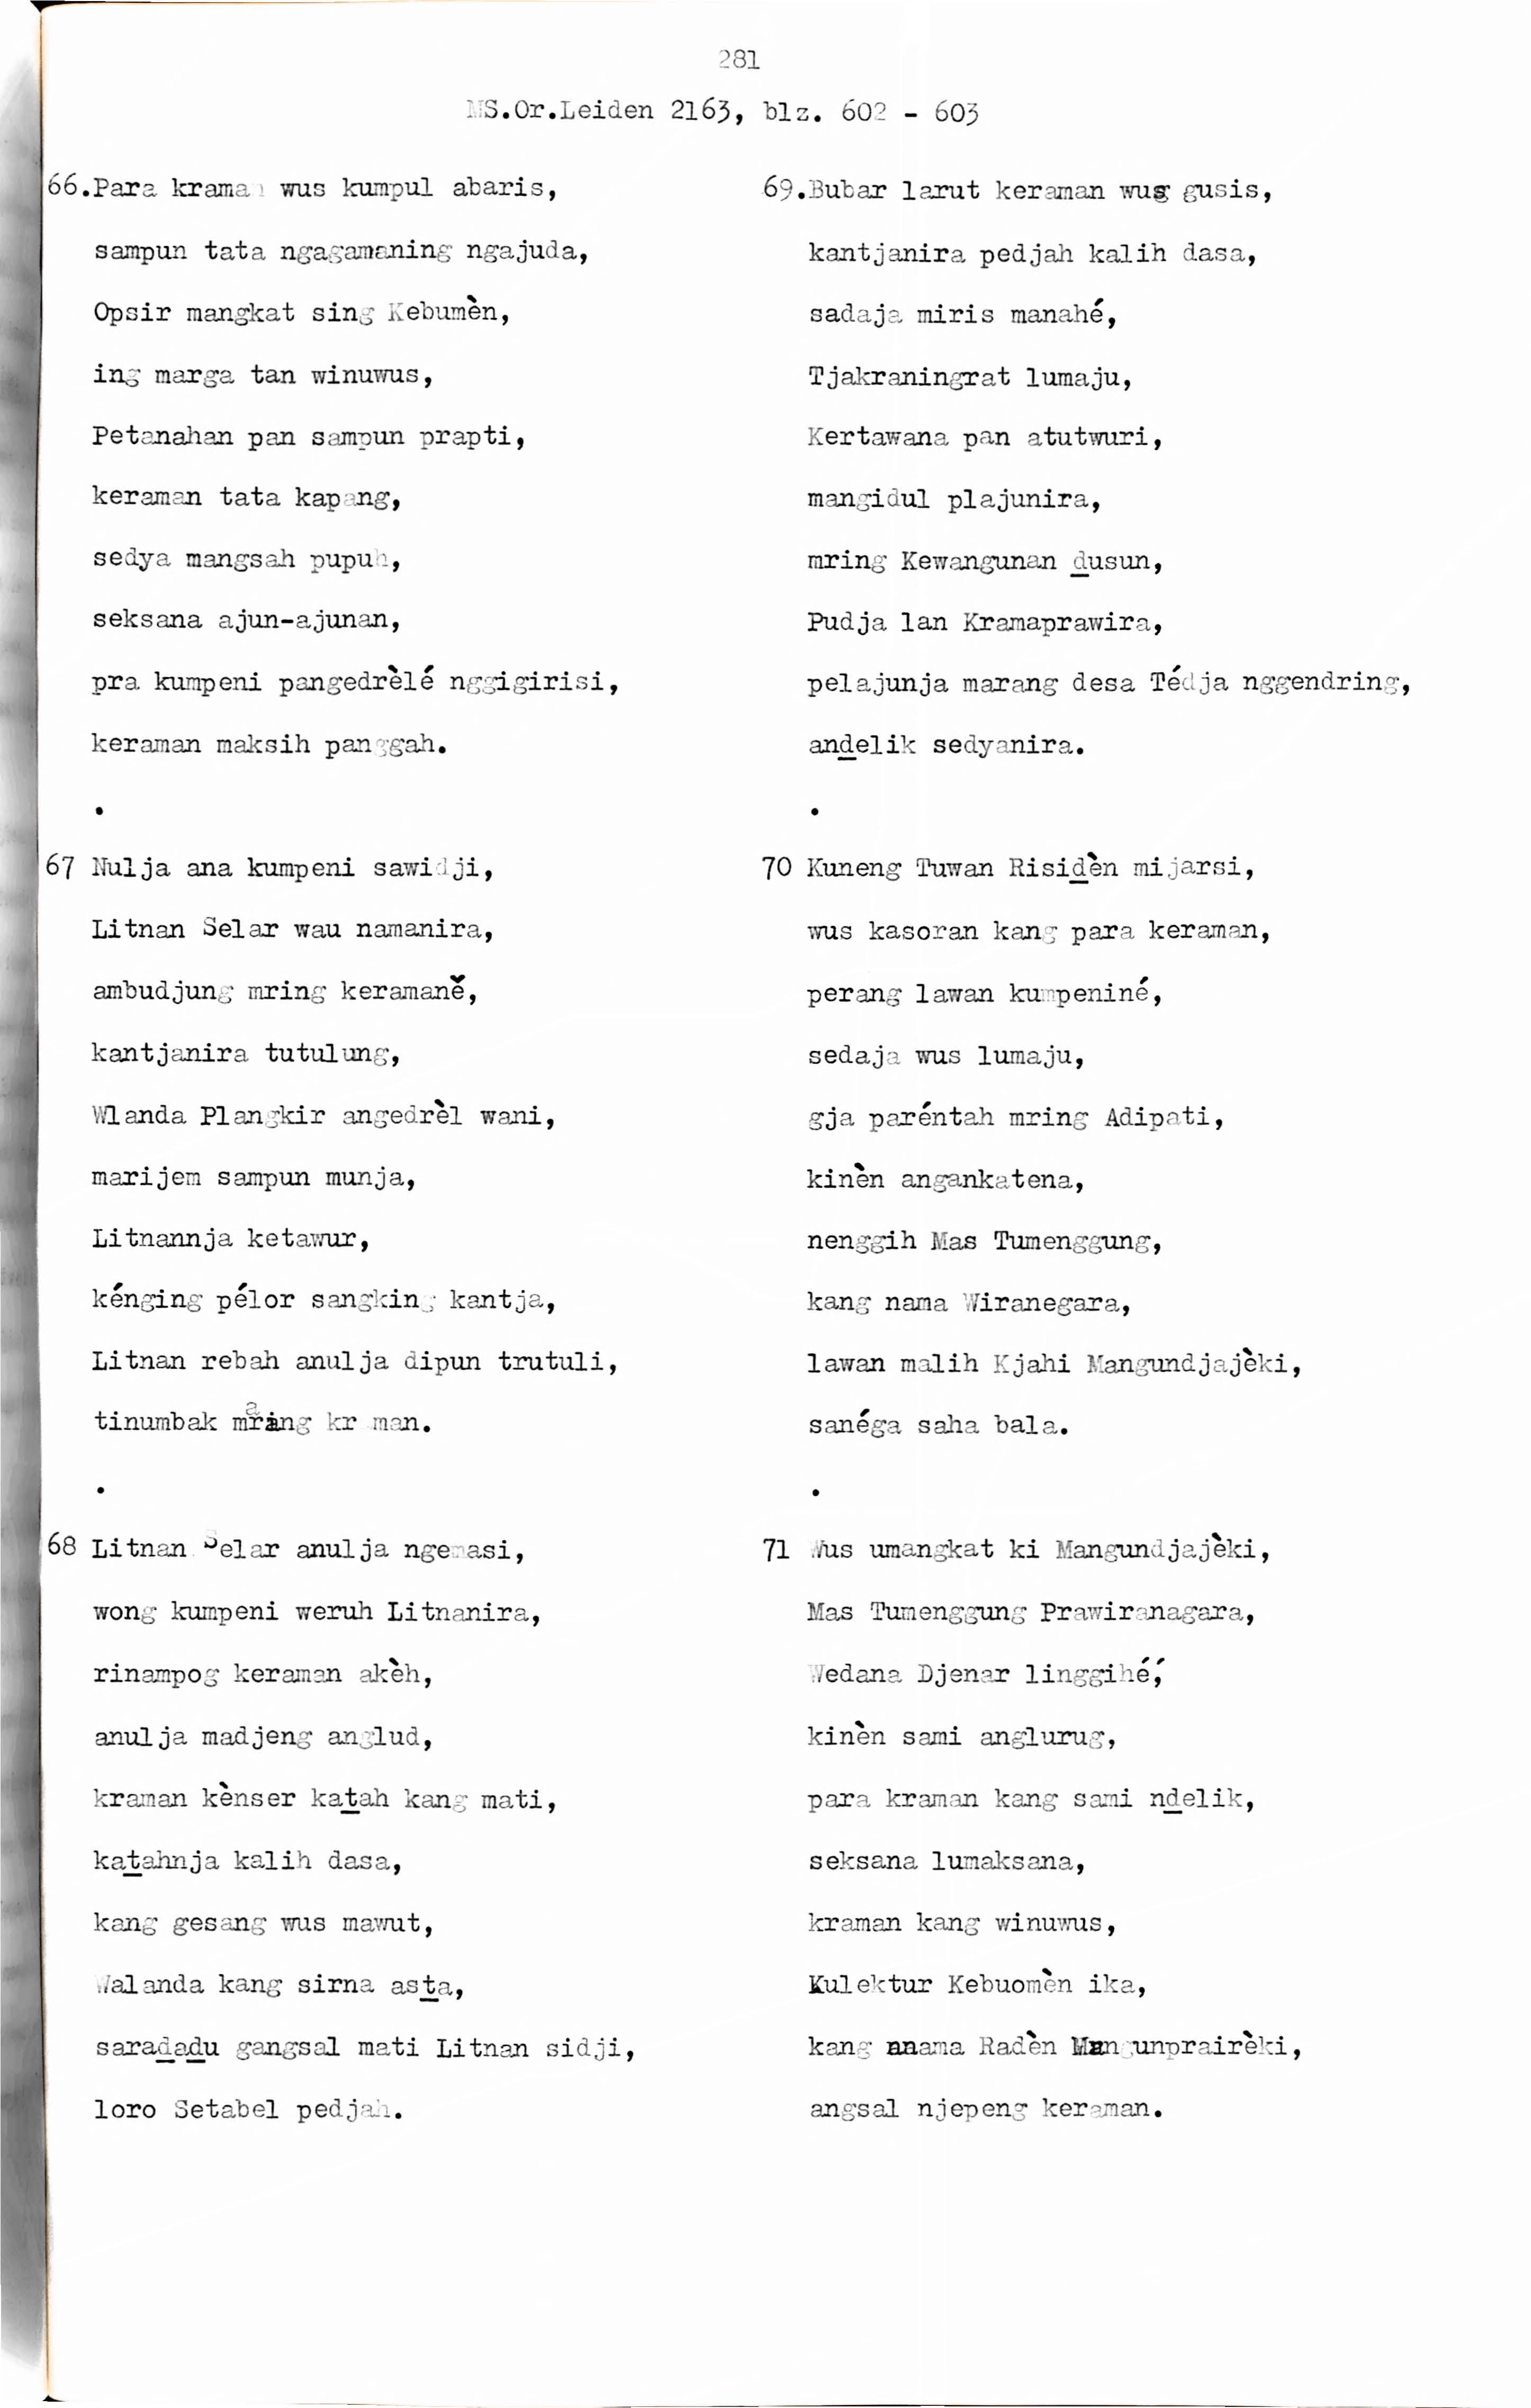 281
MS.Or.Leiden 2163, blz. 602 - 603
66.Para kraman wus kumpul abaris,
sampun tata ngagamaning ngajuda,
Opsir mangkat sing Kebumèn,
ing marga tan winuwus,
Petanahan pan sampun prapti,
keraman tata kapang,
sedya mangsah pupuh,
seksana ajun-ajunan,
pra kumpeni pangedrèlé nggigirisi,
keraman maksih panggah.
.
67 Nulja ana kumpeni sawidji,
Litnan Selar wau namanira,
ambudjung mring keramanĕ,
kantjanira tutulung,
Wlanda Plangkir angedrèl wani,
marijem sampun munja,
Litnannja ketawur,
kénging pélor sangking kantja,
Litnan rebah anulja dipun trutuli,
tinumbak mring kraman.
.
68 Litnan Selar anulja ngemasi,
wong kumpeni weruh Litnanira,
rinampog keraman akèh,
anulja madjeng anglud,
kraman kènser kaṯah kang mati,
kaṯahnja kalih dasa,
kang gesang wus mawut,
Walanda kang sirna asṯa,
saraḏaḏu gangsal mati Litnan sidji,
loro Setabel pedjah.
69.Bubar larut keraman wus gusis,
kantjanira pedjah kalih dasa,
sadaja miris manahé,
Tjakraningrat lumaju,
Kertawana pan atutwuri,
mangidul plajunira,
mring Kewangunan ḏusun,
Pudja lan Kramaprawira,
pelajunja marang desa Tédja nggendring,
anḏelik sedyanira.
.
70 Kuneng Tuwan Risiḏèn mijarsi,
wus kasoran kang para keraman,
perang lawan kumpeniné,
sedaja wus lumaju,
gja paréntah mring Adipati,
kinèn angankatena,
nenggih Mas Tumenggung,
kang nama Wiranegara,
lawan malih Kjahi Mangundjajèki,
sanéga saha bala.
.
71 Wus umangkat ki Mangundjajèki,
Mas Tumenggung Prawiranagara,
Wedana Djenar linggihé,
kinèn sami anglurug,
para kraman kang sami nḏelik,
seksana lumaksana,
kraman kang winuwus,
Kulektur Kebuomèn ika,
kang nama Radèn Mangunprairèki,
angsal njepeng keraman.